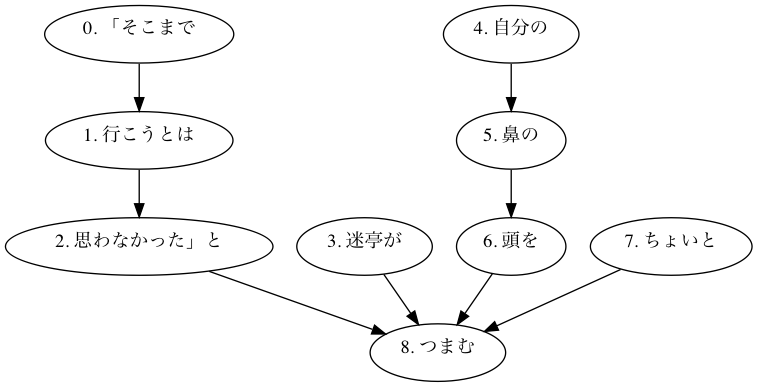 0. 「そこまで
4. 自分の
1. 行こうとは
5. 鼻の
2. 思わなかった」と
3. 迷亭が
6. 頭を
7. ちょいと
8. つまむ